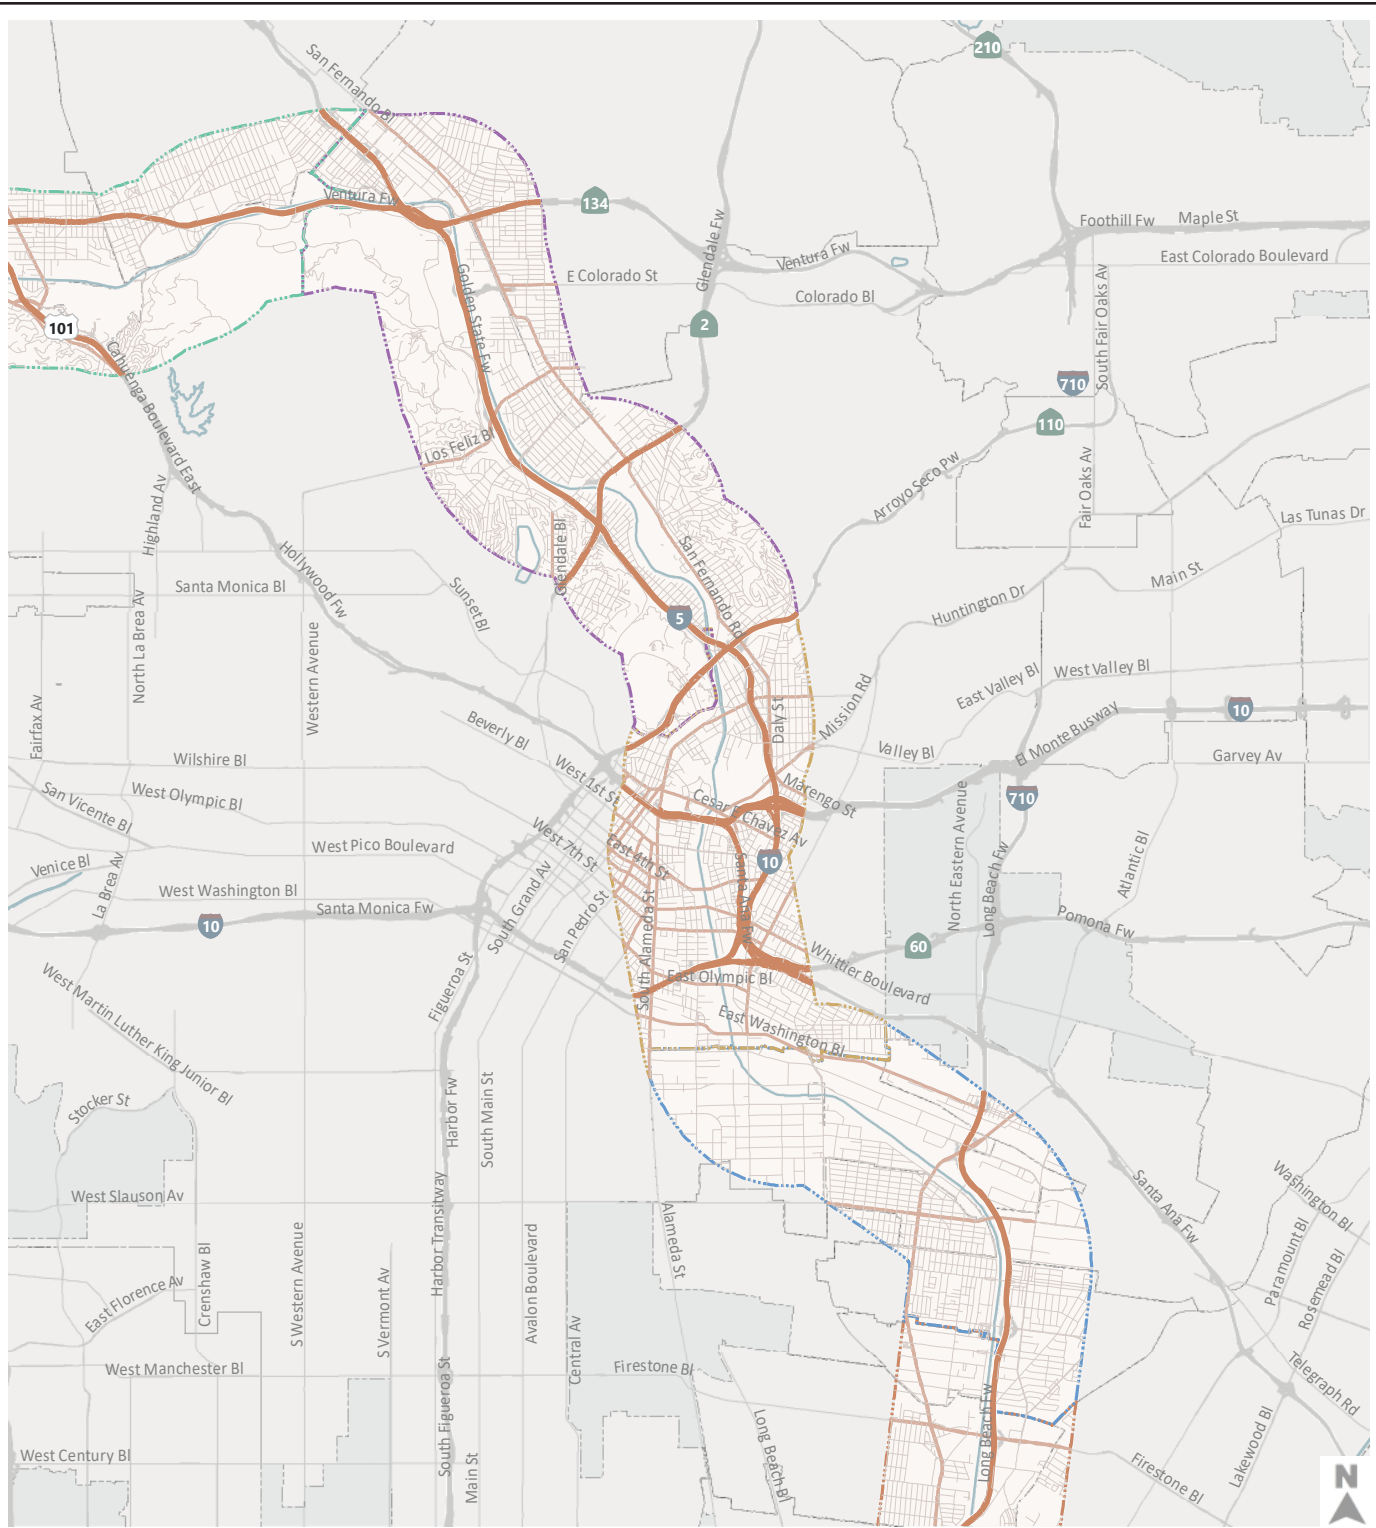 210
San Fernando Bl
Ventura Fw
134
Foothill Fw
Maple St
Glendale Fw
Ventura Fw
East Colorado Boulevard
E Colorado St
Colorado Bl
South Fair Oaks Av
Golden State Fw
101
2
Cahuenga Boulevard East
710
110
Los Feliz Bl
Arroyo Seco Pw
Fair Oaks Av
Highland Av
Las Tunas Dr
Glendale Bl
San Fernando Rd
Hollywood Fw
Santa Monica Bl
Sunset Bl
Main St
Huntington Dr
North La Brea Av
5
Western Avenue
West Valley Bl
East Valley Bl
Mission Rd
Fairfax Av
Daly St
10
Beverly Bl
El Monte Busway
Valley Bl
Garvey Av
Wilshire Bl
West 1st St
Marengo St
West Olympic Bl
San Vicente Bl
Cesar E Chavez Av
710
West 7th St
East 4th St
West Pico Boulevard
10
North Eastern Avenue
Long Beach Fw
Atlantic Bl
Venice Bl
La Brea Av
West Washington Bl
Santa Monica Fw
10
South Grand Av
San Pedro St
South Alameda St
Santa Ana Fw
Pomona Fw
60
Whittier Boulevard
East Olympic Bl
Figueroa St
West Martin Luther King Junior Bl
East Washington Bl
Stocker St
Harbor Fw
South Main St
West Slauson Av
Harbor Transitway
Santa Ana Fw
Washington Bl
Alameda St
Paramount Bl
Rosemead Bl
Crenshaw Bl
S Western Avenue
Avalon Boulevard
East Florence Av
S Vermont Av
Central Av
West Manchester Bl
Firestone Bl
Telegraph Rd
South Figueroa St
Long Beach Fw
Long Beach Bl
Lakewood Bl
West Century Bl
Main St
Firestone Bl
N